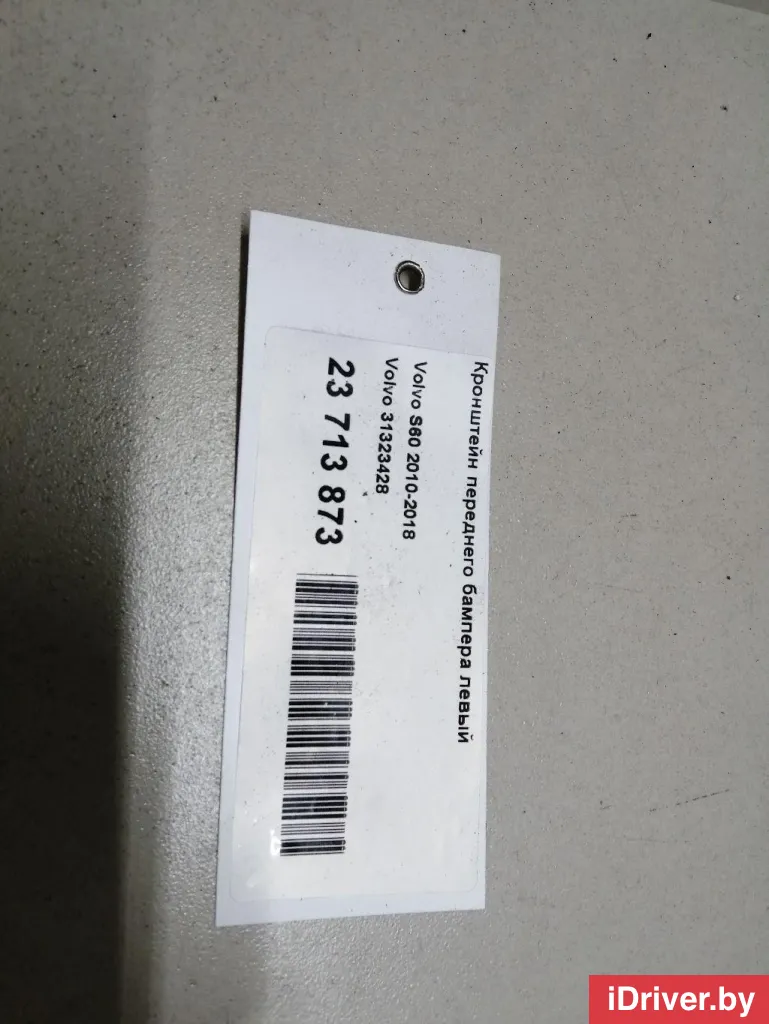 Кронштейн переднего бампера левый
Volvo S60 2010-2018
Volvo 31323428
23 713 873
iDriver.by